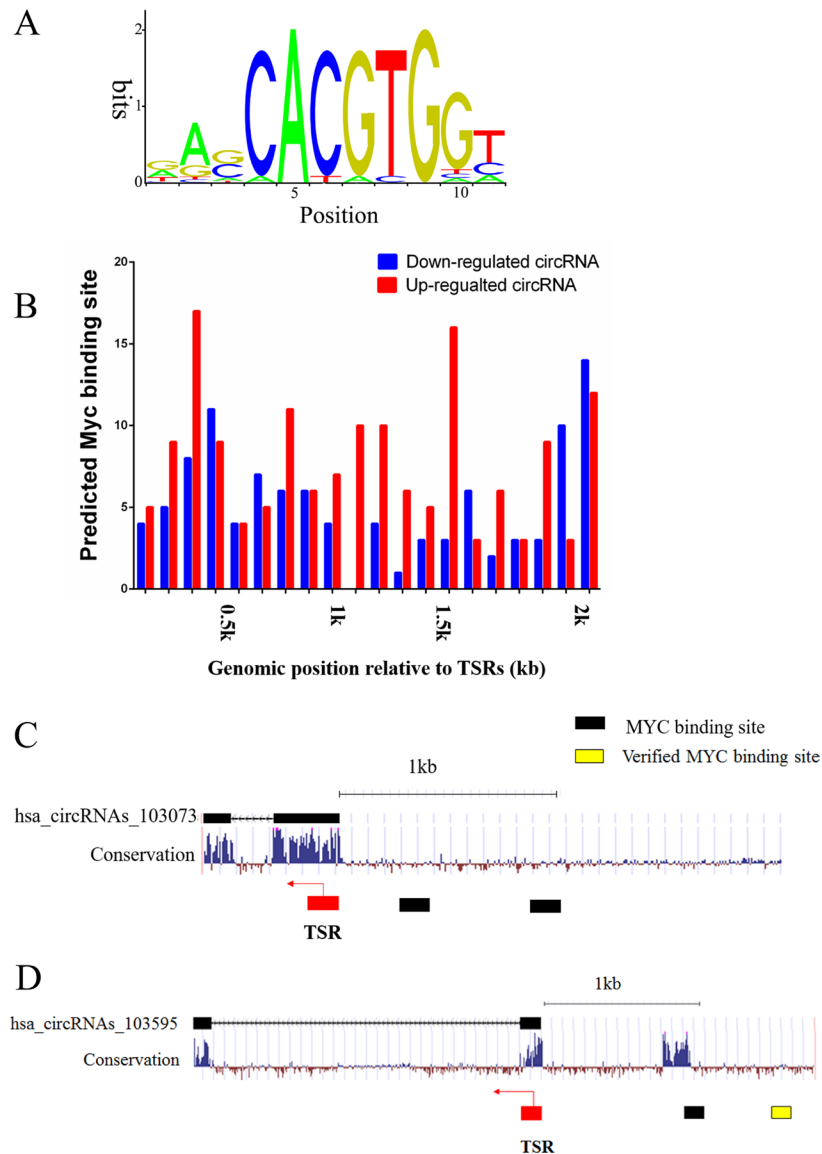 A
2
bits
1
0
GAGCACGTGGT
5
10
Position
B
20
15
10
5
0
Predicted Myc binding site
Down-regulated circRNA
Up-regualted circRNA
0.5k
1k
1.5k
2k
Genomic position relative to TSRs (kb)
C
MYC binding site
Verified MYC binding site
1kb
hsa_circRNAs_103073
Conservation
TSR
D
1kb
hsa_circRNAs_103595
Conservation
TSR